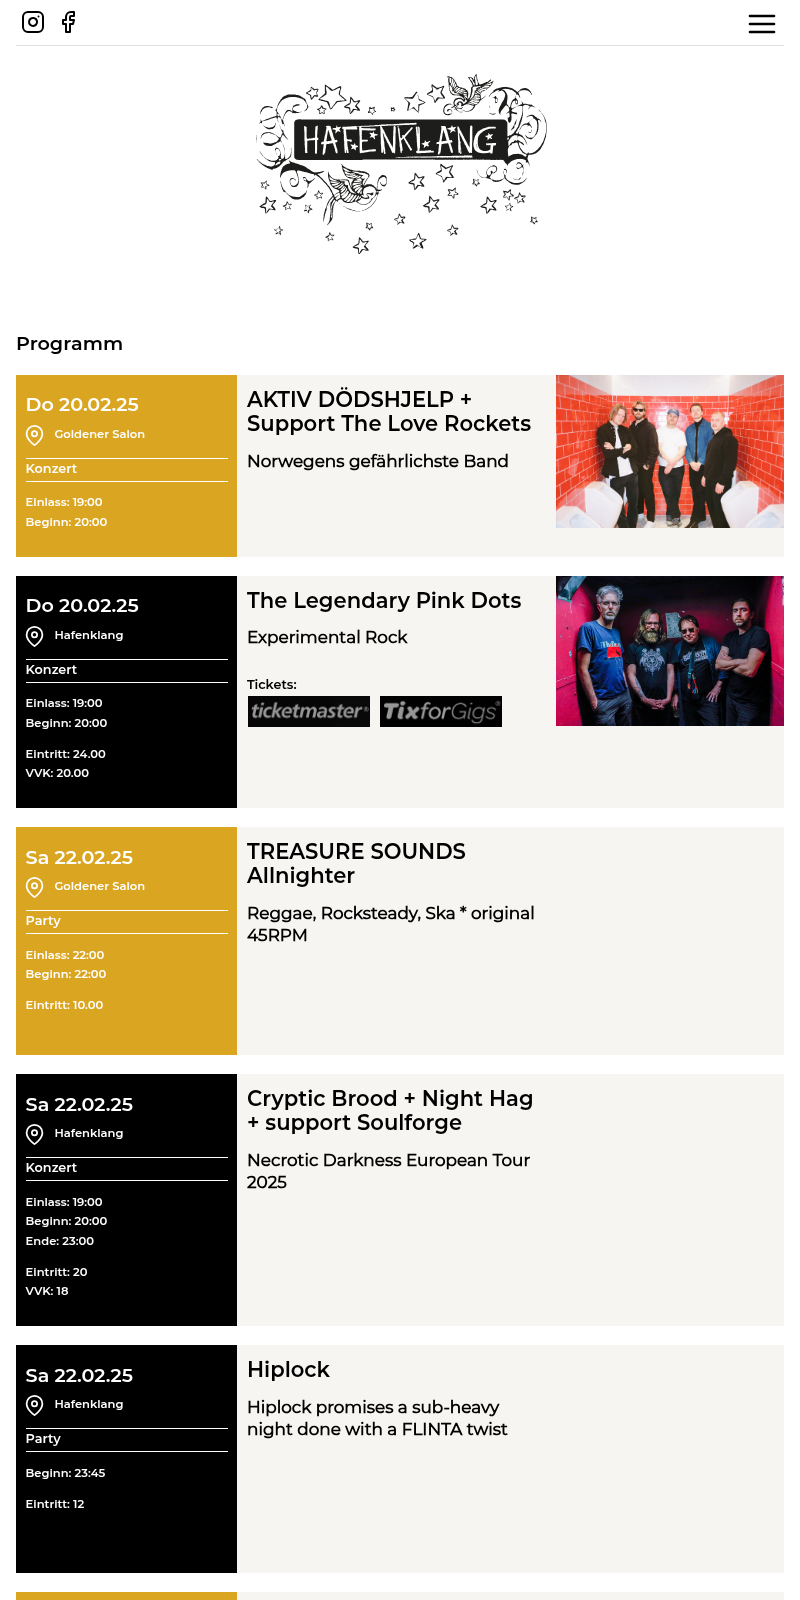 HAFENKLANG
Programm
Do 20.02.25
Goldener Salon
Konzert
Einlass: 19:00
Beginn: 20:00
AKTIV DÖDSHJELP +
Support The Love Rockets
Norwegens gefährlichste Band
Do 20.02.25
Hafenklang
Konzert
Einlass: 19:00
Beginn: 20:00
Eintritt: 24.00
VVK: 20.00
The Legendary Pink Dots
Experimental Rock
Tickets:
ticketmaster® TixforGigs®
Sa 22.02.25
Goldener Salon
Party
Einlass: 22:00
Beginn: 22:00
Eintritt: 10.00
TREASURE SOUNDS
Allnighter
Reggae, Rocksteady, Ska * original
45RPM
Sa 22.02.25
Hafenklang
Konzert
Einlass: 19:00
Beginn: 20:00
Ende: 23:00
Eintritt: 20
VVK: 18
Cryptic Brood + Night Hag
+ support Soulforge
Necrotic Darkness European Tour
2025
Sa 22.02.25
Hafenklang
Party
Beginn: 23:45
Eintritt: 12
Hiplock
Hiplock promises a sub-heavy
night done with a FLINTA twist